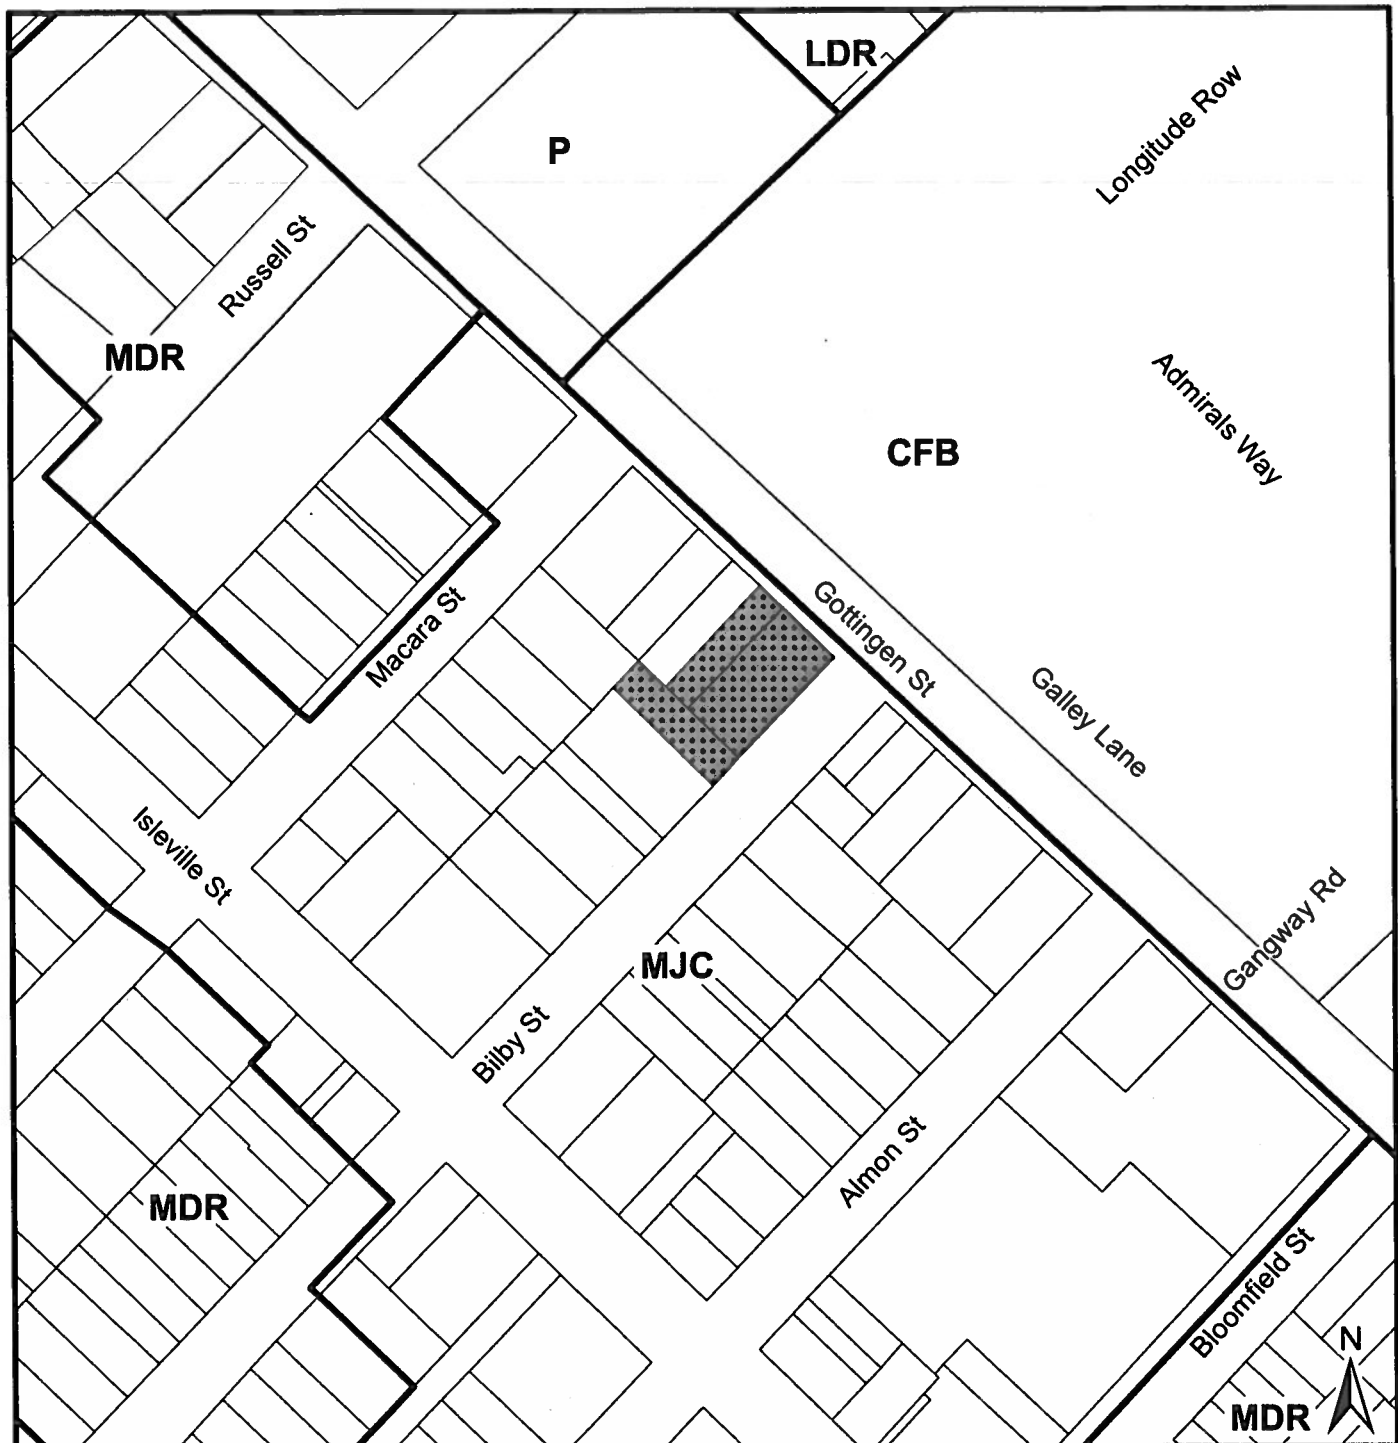 LDR
Longitude Row
P
Russell St
MDR
Admirals Way
CFB
Gottingen St
Macara St
Galley Lane
Isleville St
Gangway Rd
MJC
Bilby St
Almon St
MDR
Bloomfield St
N
MDR